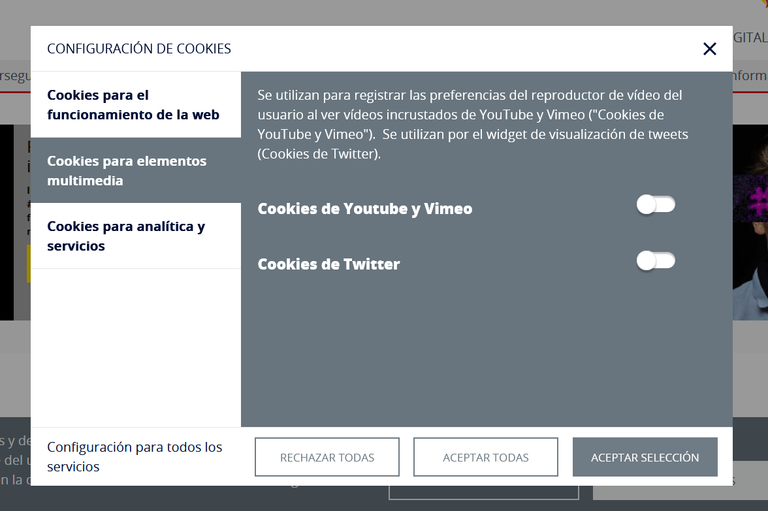 CONFIGURACIÓN DE COOKIES
Cookies para el
funcionamiento de la web
Cookies para elementos
multimedia
Cookies para analítica y
servicios
Se utilizan para registrar las preferencias del reproductor de vídeo del
usuario al ver vídeos incrustados de YouTube y Vimeo ("Cookies de
YouTube y Vimeo"). Se utilizan por el widget de visualización de tweets
(Cookies de Twitter).
Cookies de Youtube y Vimeo
Cookies de Twitter
Configuración para todos los
servicios
RECHAZAR TODAS
ACEPTAR TODAS
ACEPTAR SELECCIÓN